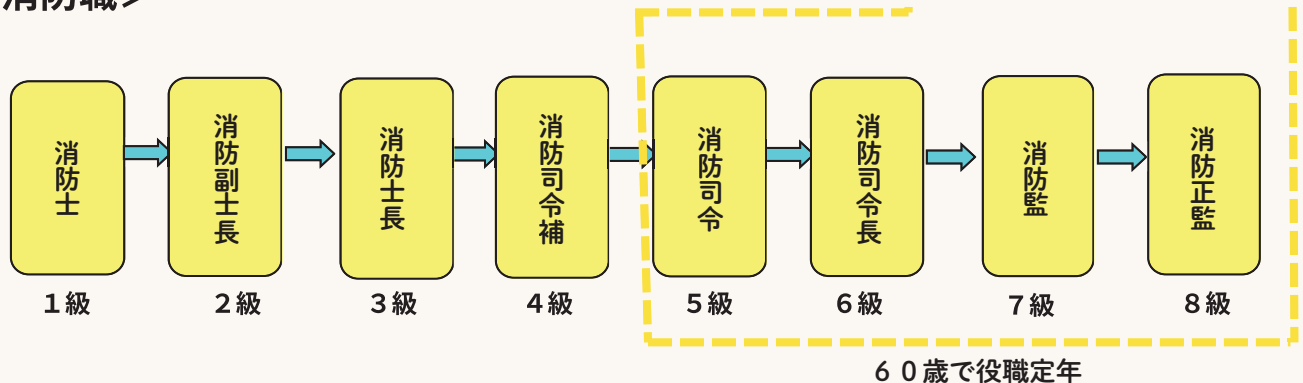 消防職>
消防士
消防副士長
消防士長
消防司令補
消防司令
消防司令長
消防監
消防正監
1級
2級
3級
4級
5級
6級
7級
8級
60歳で役職定年